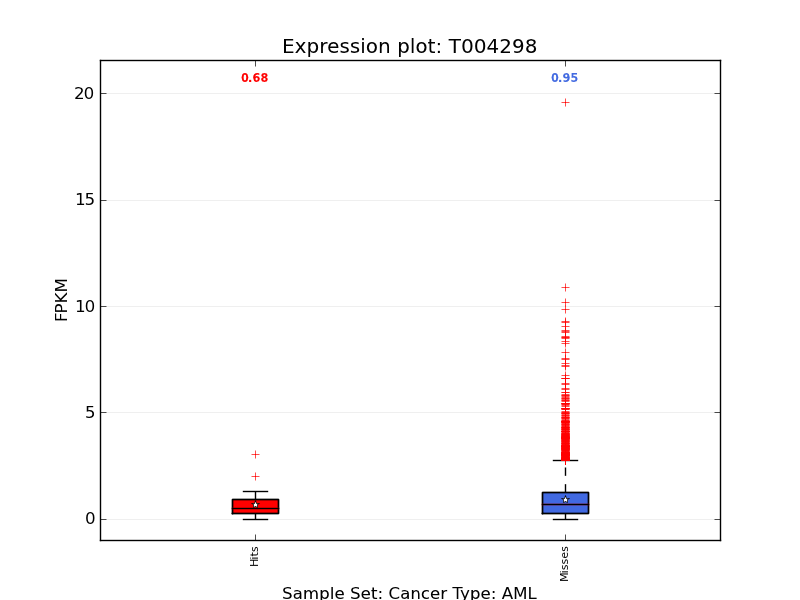 Expression plot: T004298
0.68
0.95
20
15
10
5
0
FPKM
Hits
Misses
Sample Set: Cancer Type: AML